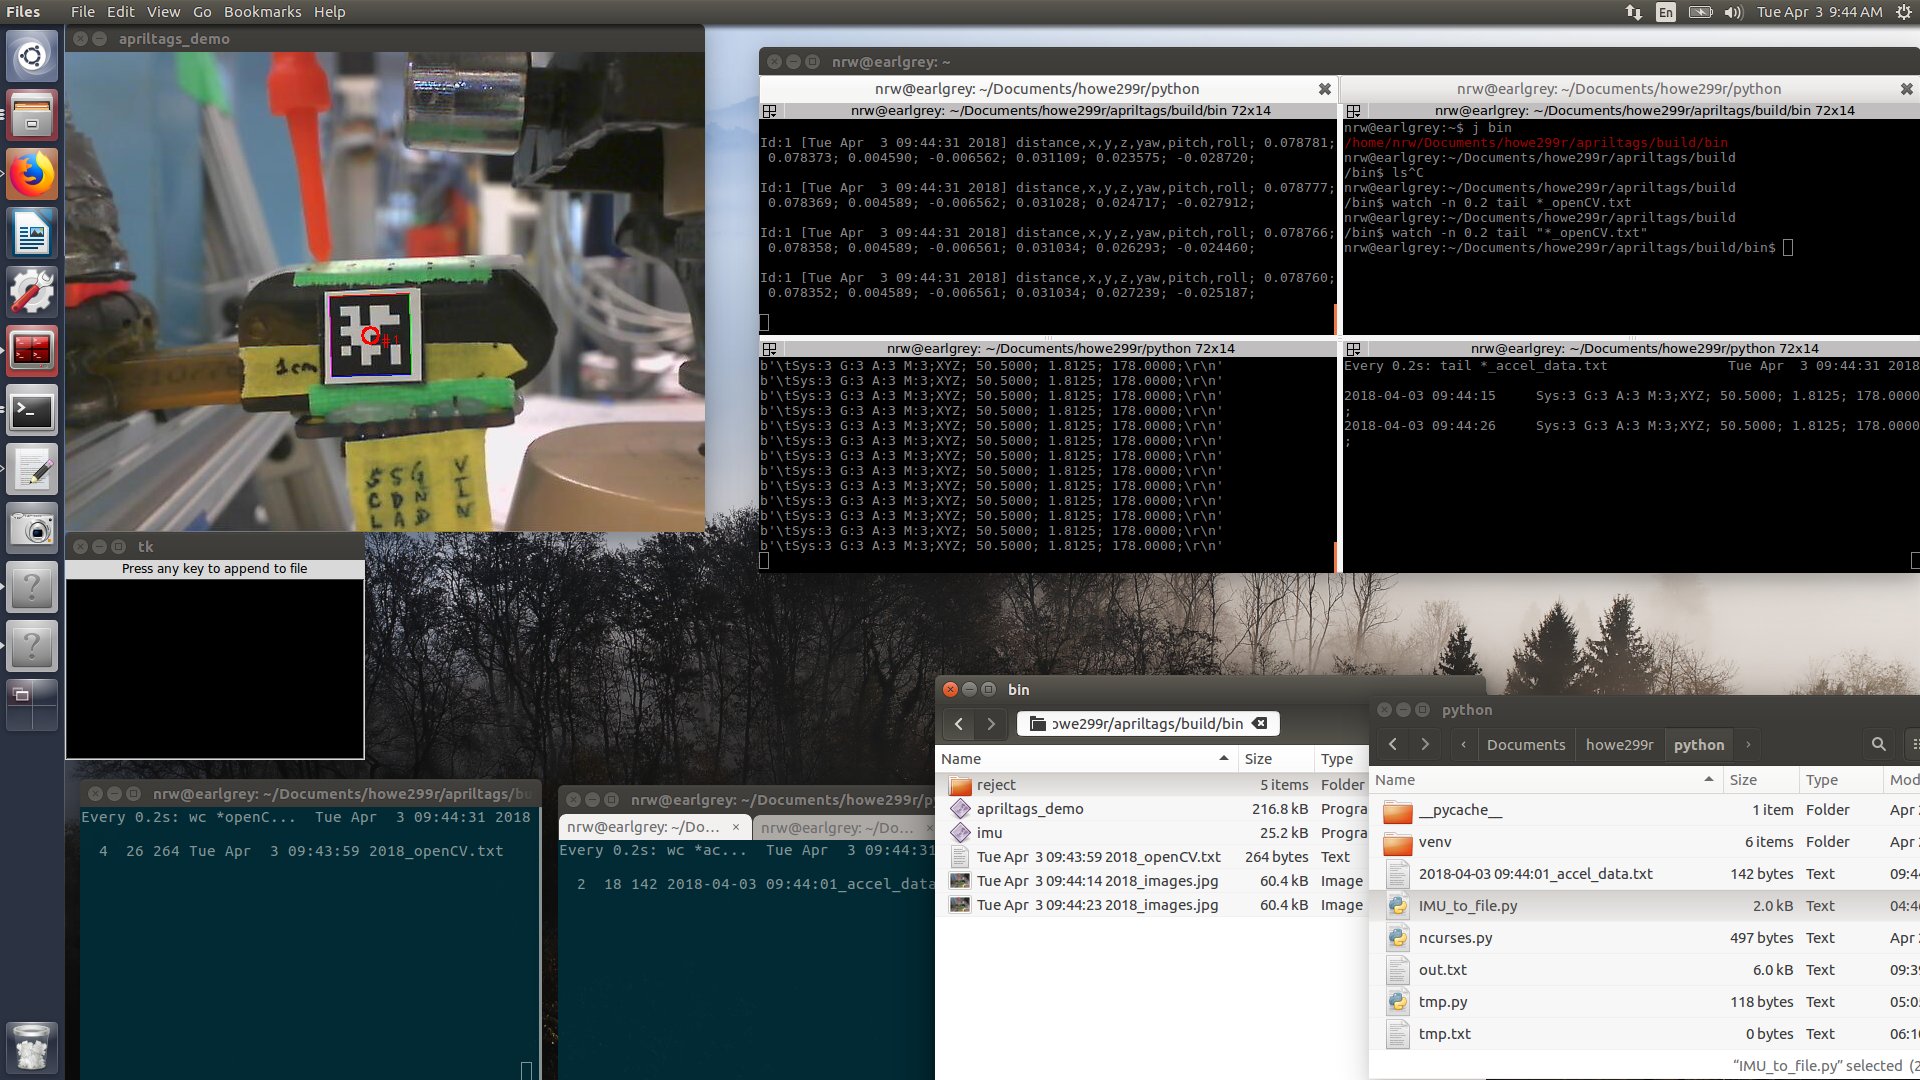 Files File Edit View Go Bookmarks Help En Tue Apr 3 9:44 AM
apriltags_demo
#1
1cm
S S G V
C D N I
L A D N
tk
Press any key to append to file
nrw@earlgrey: ~
nrw@earlgrey: ~/Documents/howe299r/python
nrw@earlgrey: ~/Documents/howe299r/python
nrw@earlgrey: ~/Documents/howe299r/apriltags/build/bin 72x14
Id:1 [Tue Apr  3 09:44:31 2018] distance,x,y,z,yaw,pitch,roll; 0.078781;
0.078373; 0.004590; -0.006562; 0.031109; 0.023575; -0.028720;
Id:1 [Tue Apr  3 09:44:31 2018] distance,x,y,z,yaw,pitch,roll; 0.078777;
0.078369; 0.004589; -0.006562; 0.031028; 0.024717; -0.027912;
Id:1 [Tue Apr  3 09:44:31 2018] distance,x,y,z,yaw,pitch,roll; 0.078766;
0.078358; 0.004589; -0.006561; 0.031034; 0.026293; -0.024460;
Id:1 [Tue Apr  3 09:44:31 2018] distance,x,y,z,yaw,pitch,roll; 0.078760;
0.078352; 0.004589; -0.006561; 0.031034; 0.027239; -0.025187;
nrw@earlgrey: ~/Documents/howe299r/apriltags/build/bin 72x14
nrw@earlgrey:~$ j bin
/home/nrw/Documents/howe299r/apriltags/build/bin
nrw@earlgrey:~/Documents/howe299r/apriltags/build
/bin$ ls^C
nrw@earlgrey:~/Documents/howe299r/apriltags/build
/bin$ watch -n 0.2 tail *_openCV.txt
nrw@earlgrey:~/Documents/howe299r/apriltags/build
/bin$ watch -n 0.2 tail "*_openCV.txt"
nrw@earlgrey:~/Documents/howe299r/apriltags/build/bin$
nrw@earlgrey: ~/Documents/howe299r/python 72x14
b'\tSys:3 G:3 A:3 M:3;XYZ; 50.5000; 1.8125; 178.0000;\r\n'
b'\tSys:3 G:3 A:3 M:3;XYZ; 50.5000; 1.8125; 178.0000;\r\n'
b'\tSys:3 G:3 A:3 M:3;XYZ; 50.5000; 1.8125; 178.0000;\r\n'
b'\tSys:3 G:3 A:3 M:3;XYZ; 50.5000; 1.8125; 178.0000;\r\n'
b'\tSys:3 G:3 A:3 M:3;XYZ; 50.5000; 1.8125; 178.0000;\r\n'
b'\tSys:3 G:3 A:3 M:3;XYZ; 50.5000; 1.8125; 178.0000;\r\n'
b'\tSys:3 G:3 A:3 M:3;XYZ; 50.5000; 1.8125; 178.0000;\r\n'
b'\tSys:3 G:3 A:3 M:3;XYZ; 50.5000; 1.8125; 178.0000;\r\n'
b'\tSys:3 G:3 A:3 M:3;XYZ; 50.5000; 1.8125; 178.0000;\r\n'
b'\tSys:3 G:3 A:3 M:3;XYZ; 50.5000; 1.8125; 178.0000;\r\n'
b'\tSys:3 G:3 A:3 M:3;XYZ; 50.5000; 1.8125; 178.0000;\r\n'
b'\tSys:3 G:3 A:3 M:3;XYZ; 50.5000; 1.8125; 178.0000;\r\n'
b'\tSys:3 G:3 A:3 M:3;XYZ; 50.5000; 1.8125; 178.0000;\r\n'
nrw@earlgrey: ~/Documents/howe299r/python 72x14
Every 0.2s: tail *_accel_data.txt Tue Apr  3 09:44:31 2018
2018-04-03 09:44:15 Sys:3 G:3 A:3 M:3;XYZ; 50.5000; 1.8125; 178.0000
;
2018-04-03 09:44:26 Sys:3 G:3 A:3 M:3;XYZ; 50.5000; 1.8125; 178.0000
;
nrw@earlgrey: ~/Documents/howe299r/apriltags/bu
Every 0.2s: wc *openC... Tue Apr  3 09:44:31 2018
4 26 264 Tue Apr  3 09:43:59 2018_openCV.txt
nrw@earlgrey: ~/Documents/howe299r/py
nrw@earlgrey: ~/Do... × nrw@earlgrey: ~/Do... ×
Every 0.2s: wc *ac... Tue Apr  3 09:44:31
2 18 142 2018-04-03 09:44:01_accel_data
bin
owe299r/apriltags/build/bin
Name Size Type
reject 5 items Folder
apriltags_demo 216.8 kB Progra
imu 25.2 kB Progra
Tue Apr  3 09:43:59 2018_openCV.txt 264 bytes Text
Tue Apr  3 09:44:14 2018_images.jpg 60.4 kB Image
Tue Apr  3 09:44:23 2018_images.jpg 60.4 kB Image
python
Documents howe299r python
Name Size Type Mod
__pycache__ 1 item Folder Apr 2
venv 6 items Folder Apr 2
2018-04-03 09:44:01_accel_data.txt 142 bytes Text 09:44
IMU_to_file.py 2.0 kB Text 04:4
ncurses.py 497 bytes Text Apr 2
out.txt 6.0 kB Text 09:39
tmp.py 118 bytes Text 05:0
tmp.txt 0 bytes Text 06:1
"IMU_to_file.py" selected (2